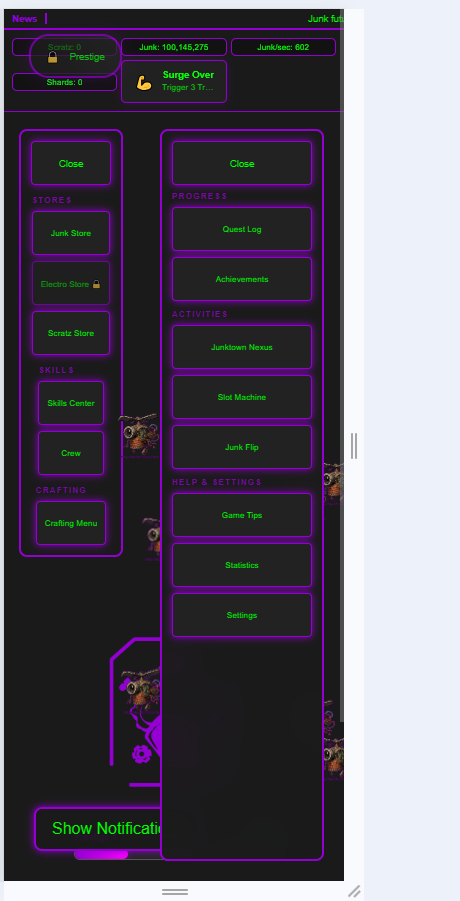 News
Junk fut
Scratz: 0
Junk: 100,145,275
Junk/sec: 602
Prestige
Shards: 0
Surge Over
Trigger 3 Tr...
Close
STORES
Junk Store
Electro Store
Scratz Store
SKILLS
Skills Center
Crew
CRAFTING
Crafting Menu
Close
PROGRESS
Quest Log
Achievements
ACTIVITIES
Junktown Nexus
Slot Machine
Junk Flip
HELP & SETTINGS
Game Tips
Statistics
Settings
Show Notificatio